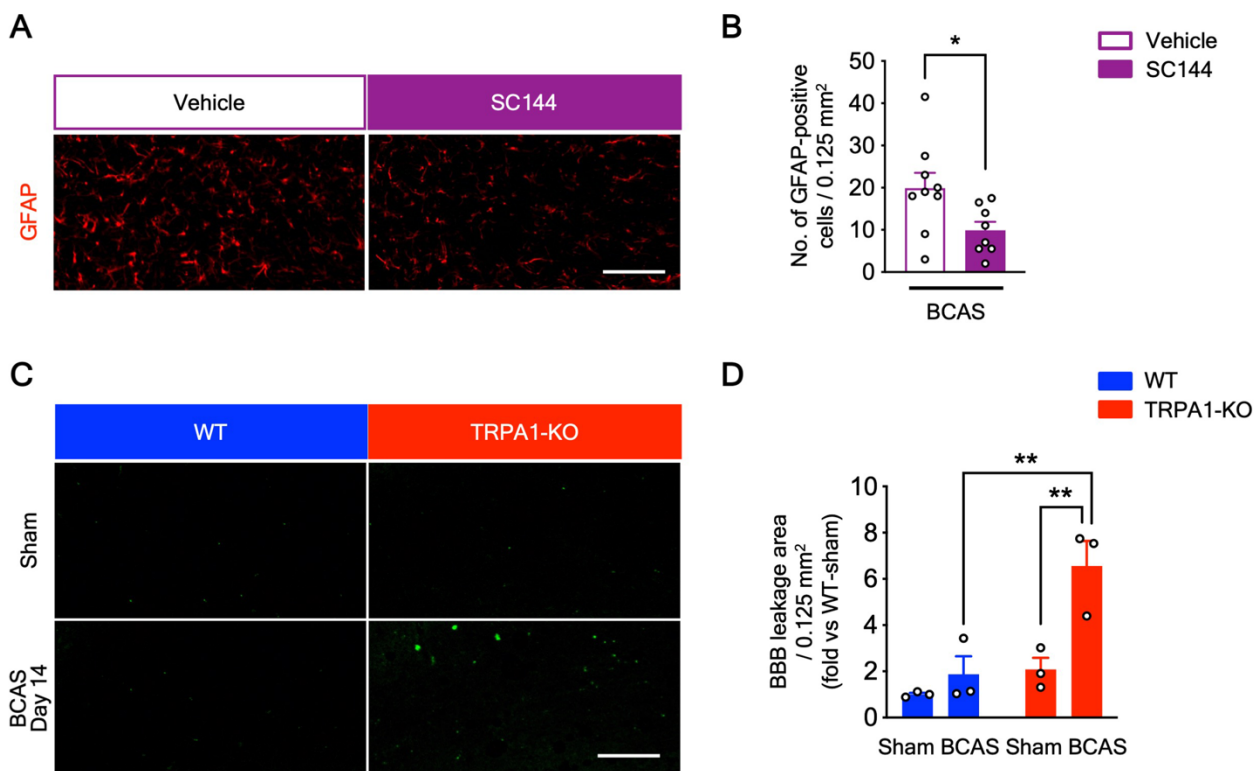 A
Vehicle
SC144
GFAP
B
Vehicle
SC144
*
No. of GFAP-positive
cells / 0.125 mm²
50
40
30
20
10
0
BCAS
C
WT
TRPA1-KO
Sham
BCAS
Day 14
D
WT
TRPA1-KO
**
**
BBB leakage area
/ 0.125 mm²
(fold vs WT-sham)
10
8
6
4
2
0
Sham BCAS Sham BCAS